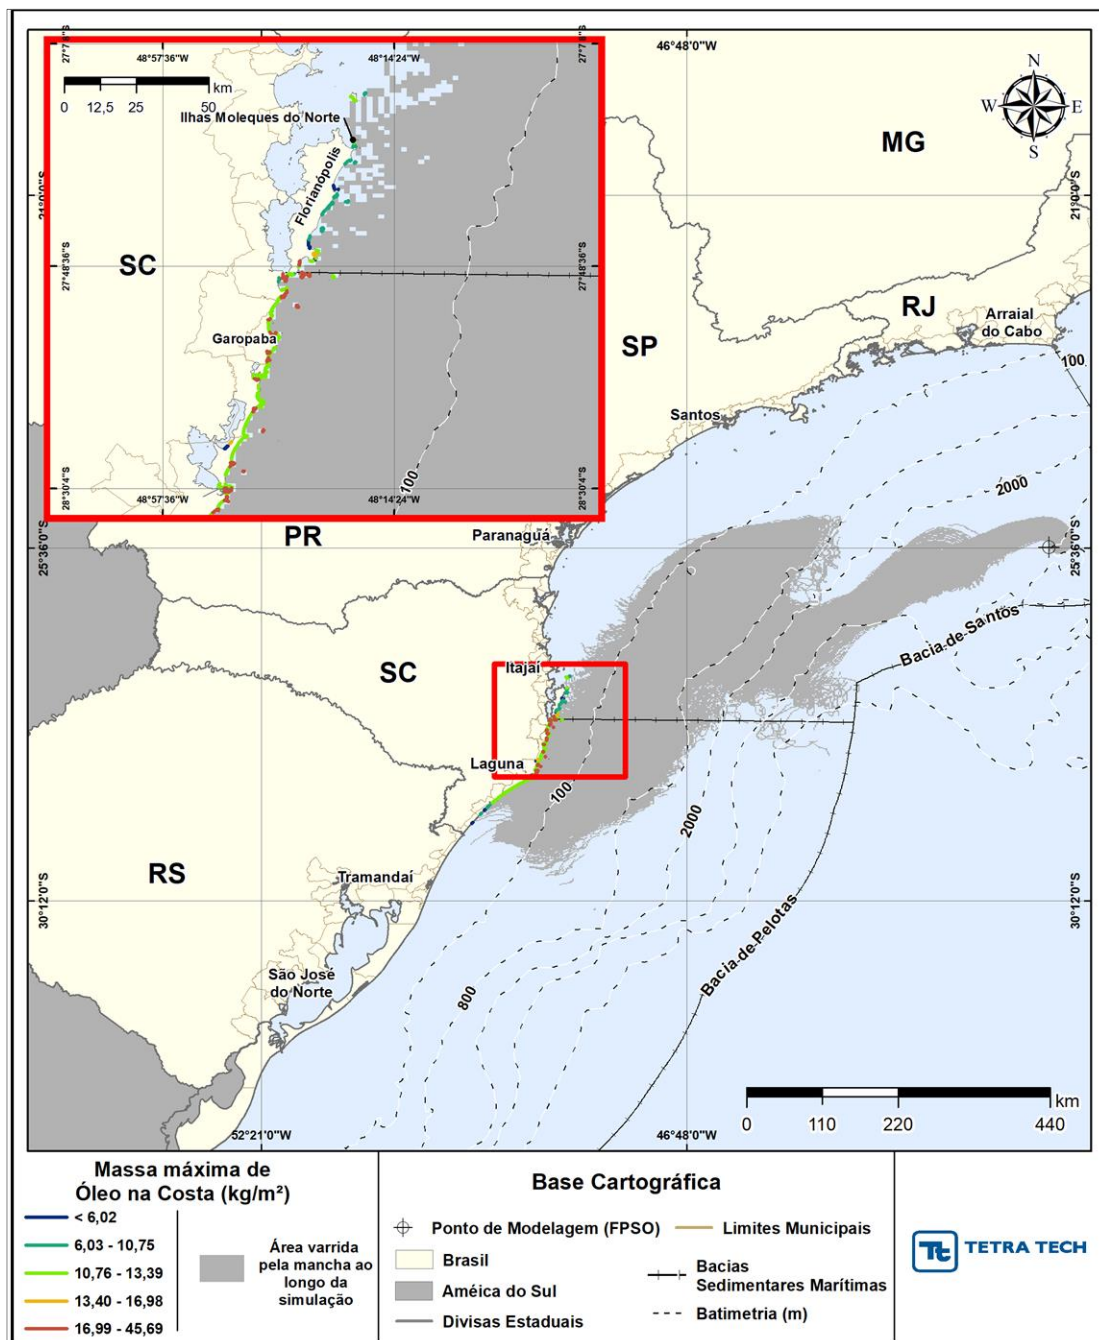 46°48'0"W
27°7'8"S
27°7'8"S
48°57'36"W
48°14'24"W
km
0 12,5 25 50
Ilhas Moleques do Norte
Florianópolis
SC
27°48'36"S
27°48'36"S
Garopaba
100
28°30'4"S
28°30'4"S
48°57'36"W
48°14'24"W
N
W E
S
MG
21°0'0"S
21°0'0"S
RJ
Arraial
do Cabo
SP
100
Santos
2000
PR
Paranaguá
25°36'0"S
25°36'0"S
Bacia de Santos
SC
Itajaí
Laguna
100
2000
RS
Tramandaí
30°12'0"S
30°12'0"S
Bacia de Pelotas
São José
do Norte
800
km
0 110 220 440
52°21'0"W
46°48'0"W
Massa máxima de
Óleo na Costa (kg/m²)
< 6,02
6,03 - 10,75
10,76 - 13,39
13,40 - 16,98
16,99 - 45,69
Área varrida
pela mancha ao
longo da
simulação
Base Cartográfica
Ponto de Modelagem (FPSO)
Brasil
Améica do Sul
Divisas Estaduais
Limites Municipais
Bacias
Sedimentares Marítimas
Batimetria (m)
Tt TETRA TECH